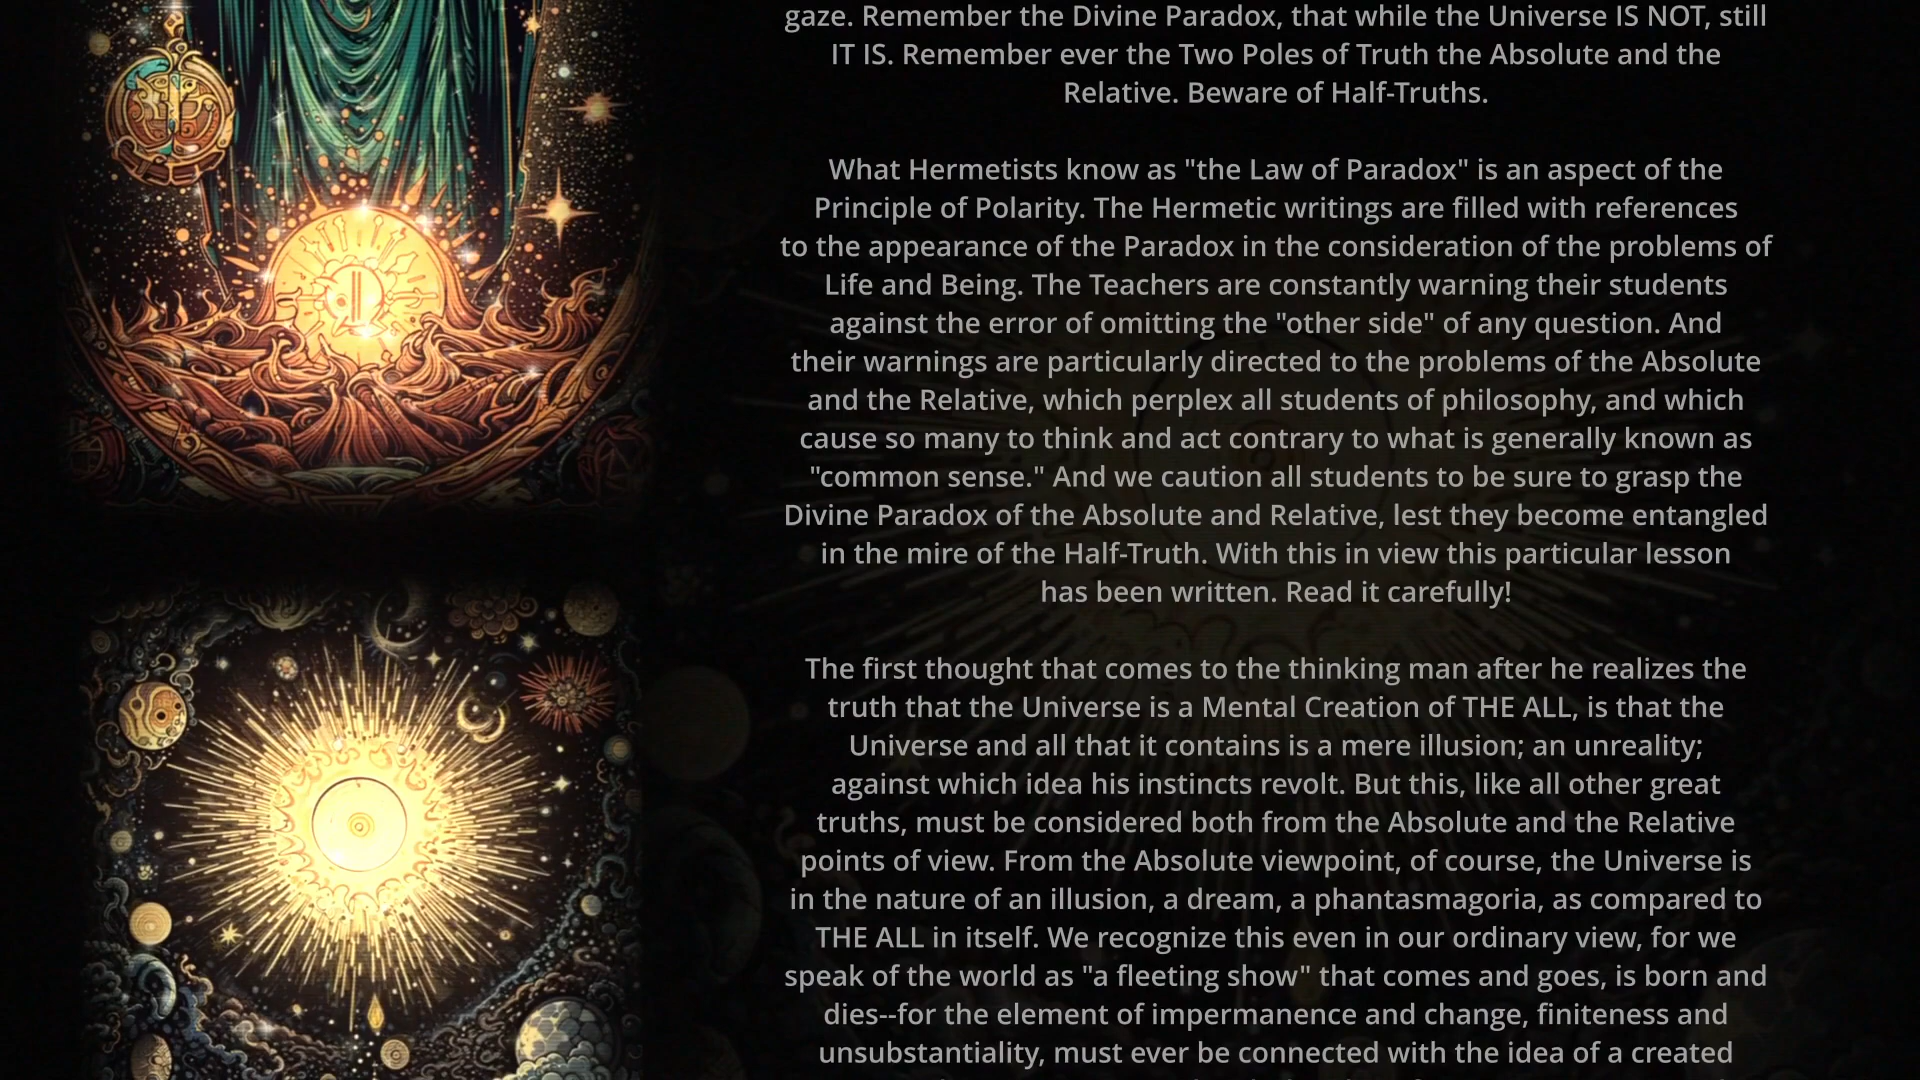 gaze. Remember the Divine Paradox, that while the Universe IS NOT, still
IT IS. Remember ever the Two Poles of Truth the Absolute and the
Relative. Beware of Half-Truths.
What Hermetists know as "the Law of Paradox" is an aspect of the
Principle of Polarity. The Hermetic writings are filled with references
to the appearance of the Paradox in the consideration of the problems of
Life and Being. The Teachers are constantly warning their students
against the error of omitting the "other side" of any question. And
their warnings are particularly directed to the problems of the Absolute
and the Relative, which perplex all students of philosophy, and which
cause so many to think and act contrary to what is generally known as
"common sense." And we caution all students to be sure to grasp the
Divine Paradox of the Absolute and Relative, lest they become entangled
in the mire of the Half-Truth. With this in view this particular lesson
has been written. Read it carefully!
The first thought that comes to the thinking man after he realizes the
truth that the Universe is a Mental Creation of THE ALL, is that the
Universe and all that it contains is a mere illusion; an unreality;
against which idea his instincts revolt. But this, like all other great
truths, must be considered both from the Absolute and the Relative
points of view. From the Absolute viewpoint, of course, the Universe is
in the nature of an illusion, a dream, a phantasmagoria, as compared to
THE ALL in itself. We recognize this even in our ordinary view, for we
speak of the world as "a fleeting show" that comes and goes, is born and
dies--for the element of impermanence and change, finiteness and
unsubstantiality, must ever be connected with the idea of a created